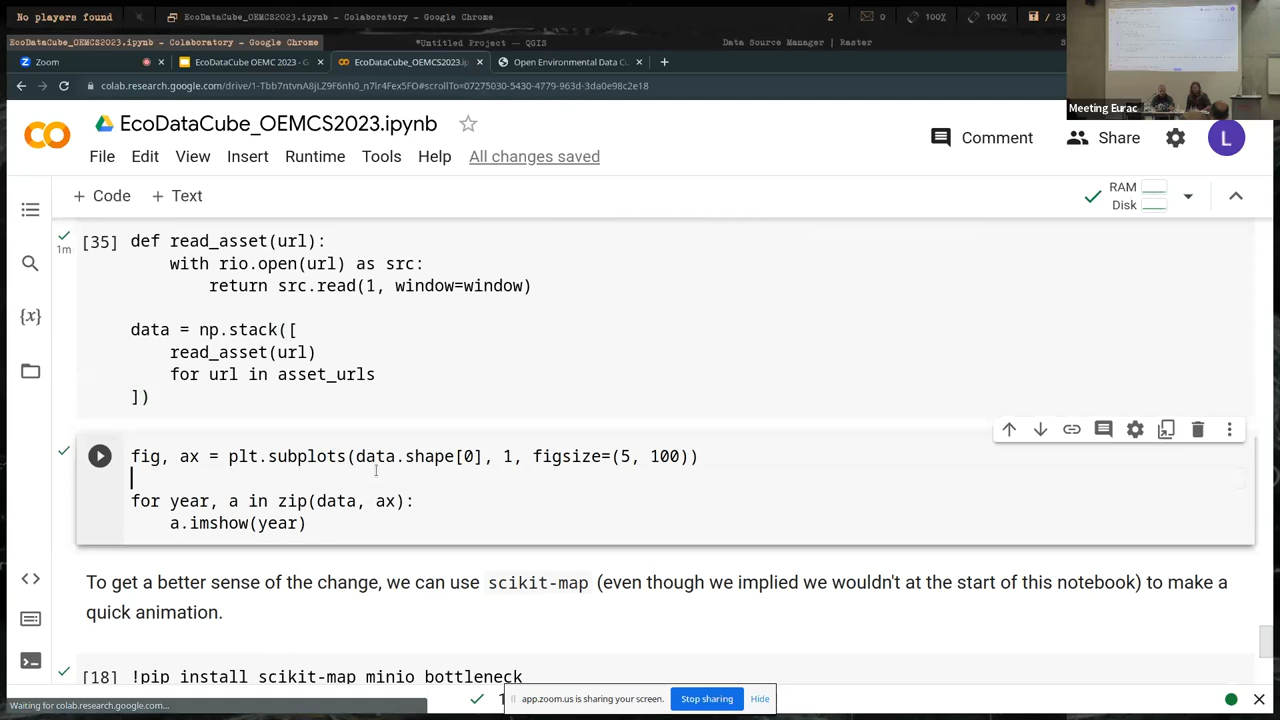 No players found
EcoDataCube_OEMCS2023.ipynb - Colaboratory - Google Chrome
2
0
100%
100%
/ 23
EcoDataCube_OEMCS2023.ipynb - Colaboratory - Google Chrome
*Untitled Project — QGIS
Data Source Manager | Raster
Zoom
EcoDataCube OEMC 2023 - G
EcoDataCube_OEMCS2023.ip
Open Environmental Data Cu
colab.research.google.com/drive/1-Tbb7ntvnA8jLZ9F6nh0_n7lr4Fex5FO#scrollTo=07275030-5430-4779-963d-3da0e98c2e18
Meeting Eurac
EcoDataCube_OEMCS2023.ipynb
Comment
Share
L
File Edit View Insert Runtime Tools Help All changes saved
+ Code + Text
RAM
Disk
1m
[35] def read_asset(url):
with rio.open(url) as src:
return src.read(1, window=window)
data = np.stack([
read_asset(url)
for url in asset_urls
])
{x}
fig, ax = plt.subplots(data.shape[0], 1, figsize=(5, 100))
for year, a in zip(data, ax):
a.imshow(year)
To get a better sense of the change, we can use scikit-map (even though we implied we wouldn't at the start of this notebook) to make a
quick animation.
[18] !pip install scikit-map minio bottleneck
Waiting for colab.research.google.com...
app.zoom.us is sharing your screen.
Stop sharing
Hide